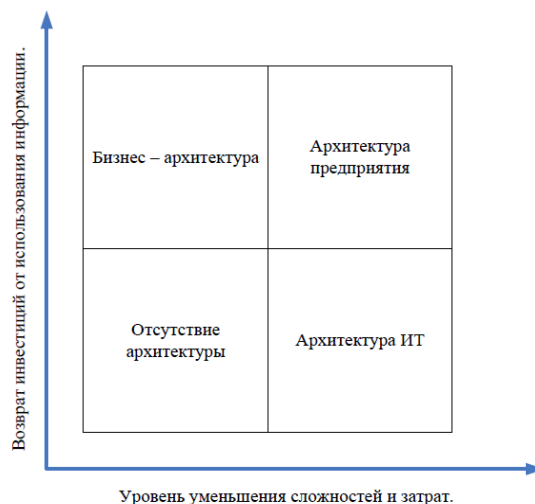 Возврат инвестиций от использования информации.
Бизнес – архитектура
Архитектура
предприятия
Отсутствие
архитектуры
Архитектура ИТ
Уровень уменьшения сложностей и затрат.